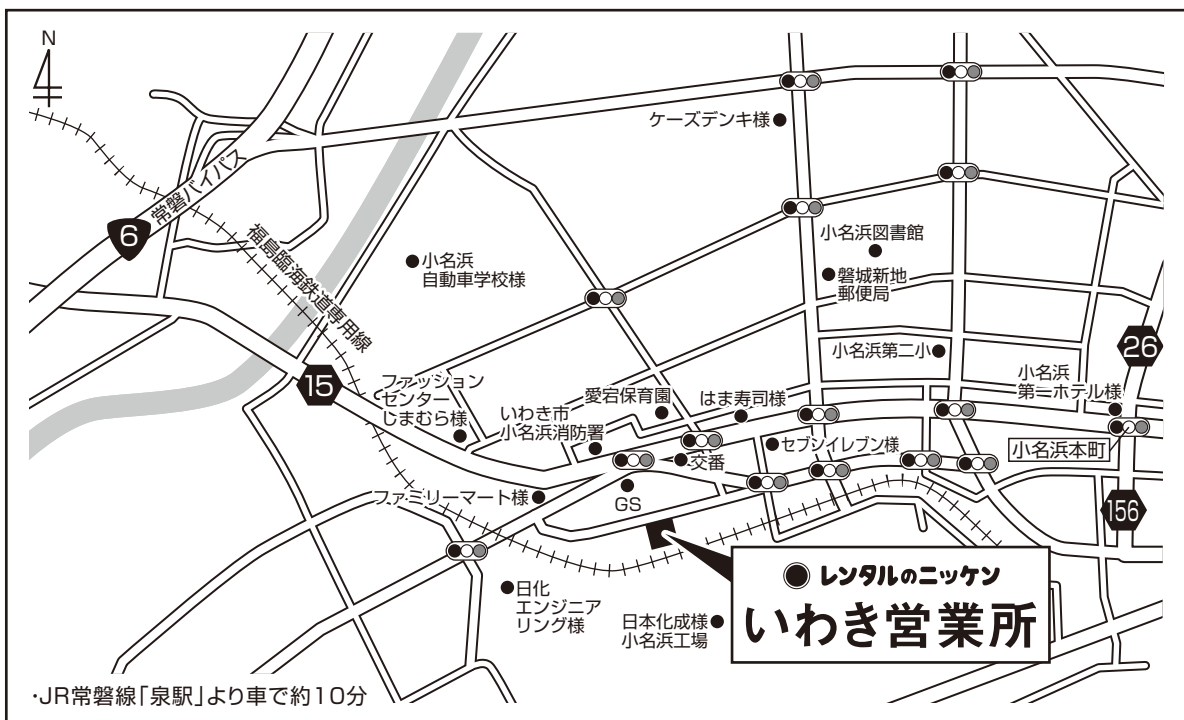 N
ケーズデンキ様
常磐バイパス
6
小名浜図書館
福島臨海鉄道専用線
小名浜
自動車学校様
磐城新地
郵便局
26
小名浜第二小
15
ファッション
センター
しまむら様
小名浜
第一ホテル様
愛宕保育園
はま寿司様
いわき市
小名浜消防署
セブンイレブン様
小名浜本町
交番
ファミリーマート様
GS
156
レンタルのニッケン
いわき営業所
日化
エンジニア
リング様
日本化成様
小名浜工場
・JR常磐線「泉駅」より車で約10分